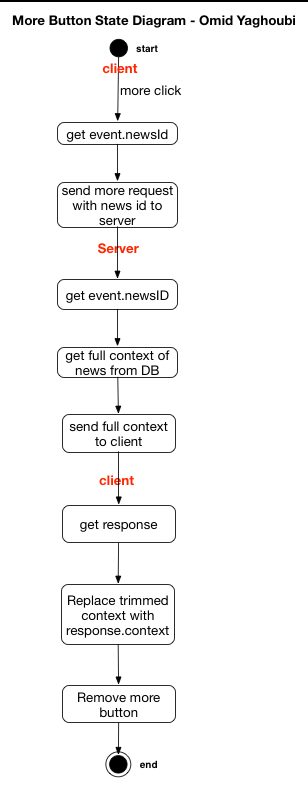 More Button State Diagram - Omid Yaghoubi
start
client
more click
get event.newsId
send more request
with news id to
server
Server
get event.newsID
get full context of
news from DB
send full context
to client
client
get response
Replace trimmed
context with
response.context
Remove more
button
end